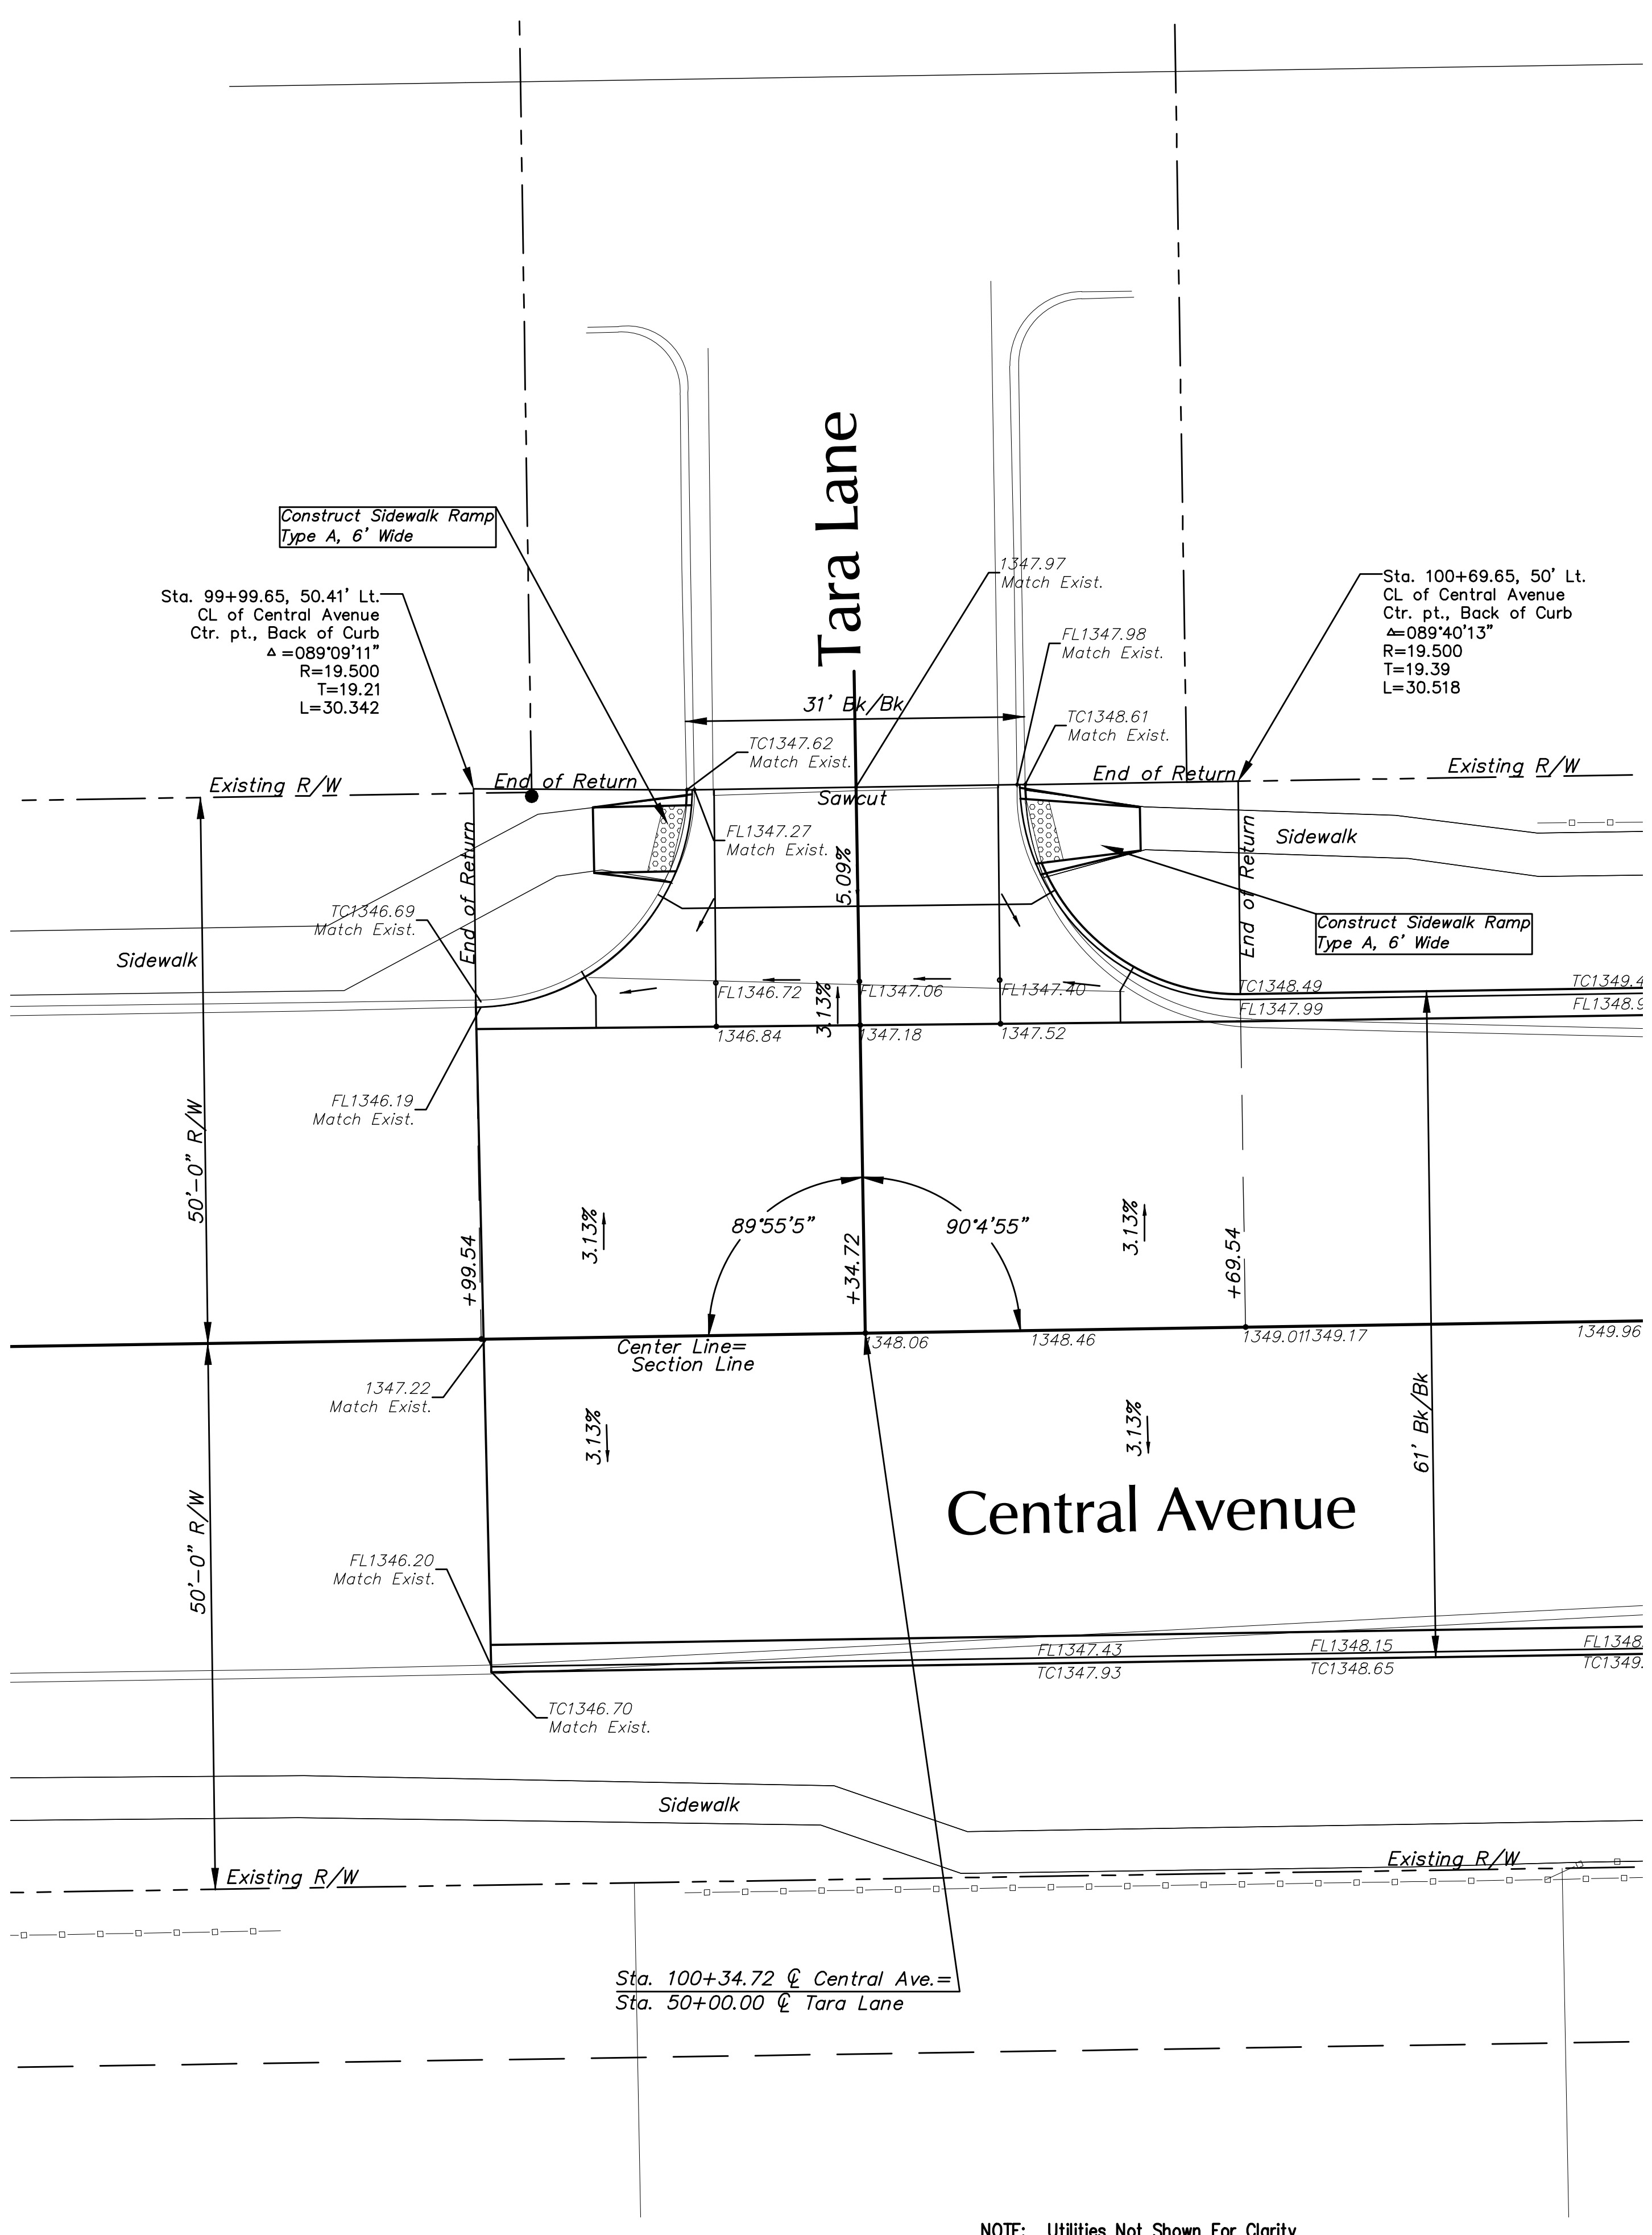 Tara Lane
Construct Sidewalk Ramp
Type A, 6' Wide
Sta. 99+99.65, 50.41' Lt.
CL of Central Avenue
Ctr. pt., Back of Curb
Δ =089°09'11"
R=19.500
T=19.21
L=30.342
1347.97
Match Exist.
Sta. 100+69.65, 50' Lt.
CL of Central Avenue
Ctr. pt., Back of Curb
Δ=089°40'13"
R=19.500
T=19.39
L=30.518
FL1347.98
Match Exist.
31' Bk/Bk
TC1348.61
Match Exist.
TC1347.62
Match Exist.
Existing R/W
End of Return
Sawcut
End of Return
Existing R/W
FL1347.27
Match Exist.
5.09%
End of Return
End of Return
Sidewalk
TC1346.69
Match Exist.
Construct Sidewalk Ramp
Type A, 6' Wide
Sidewalk
FL1346.72
FL1347.06
FL1347.40
TC1348.49
TC1349.4
3.13%
FL1347.99
FL1348.9
1346.84
1347.18
1347.52
FL1346.19
Match Exist.
50'-0" R/W
3.13%
89°55'5"
90°4'55"
3.13%
+99.54
+34.72
+69.54
Center Line=
Section Line
1348.06
1348.46
1349.01
1349.17
1349.96
1347.22
Match Exist.
3.13%
3.13%
61' Bk/Bk
Central Avenue
50'-0" R/W
FL1346.20
Match Exist.
FL1347.43
FL1348.15
FL1348.
TC1347.93
TC1348.65
TC1349.
TC1346.70
Match Exist.
Sidewalk
Existing R/W
Existing R/W
Sta. 100+34.72 ℄ Central Ave.=
Sta. 50+00.00 ℄ Tara Lane
NOTE: Utilities Not Shown For Clarity